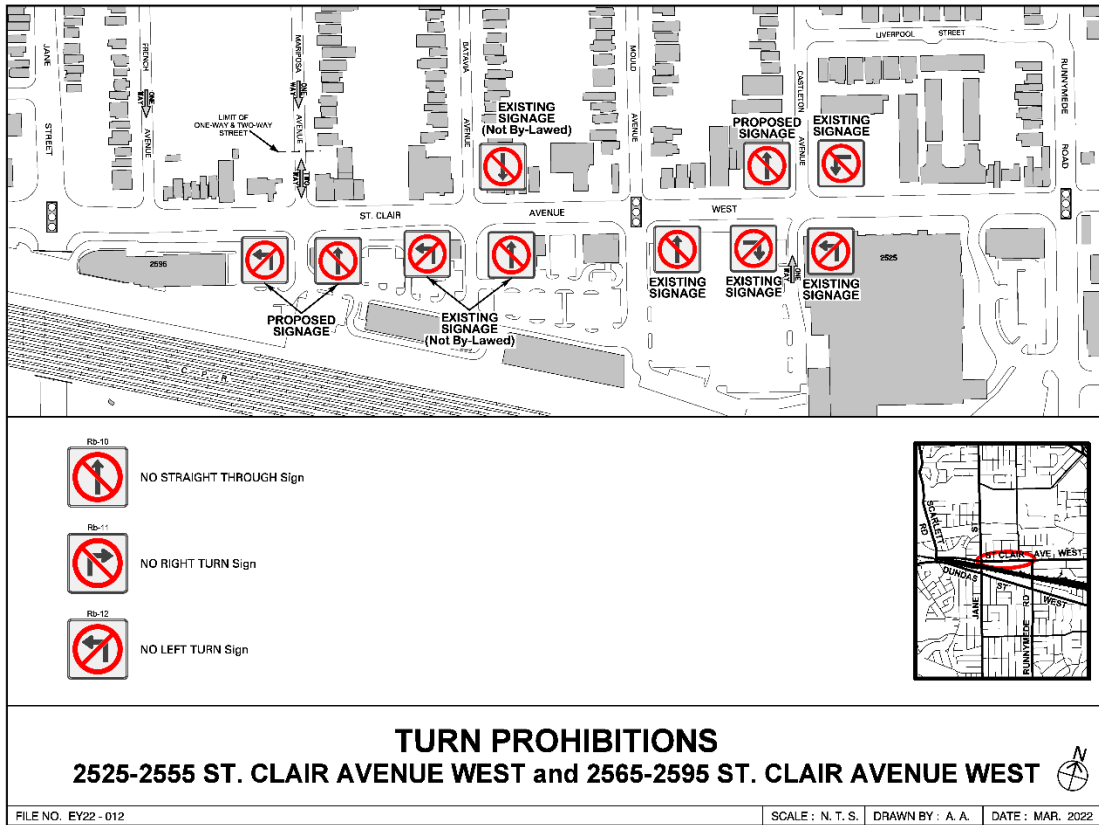 LIVERPOOL STREET
JANE
STREET
FRENCH
AVENUE
ONE
WAY
MARIPOSA
AVENUE
ONE
WAY
TWO
WAY
LIMIT OF
ONE-WAY & TWO-WAY
STREET
BATAVIA
AVENUE
EXISTING
SIGNAGE
(Not By-Lawed)
MOULD
AVENUE
PROPOSED
SIGNAGE
CASTLETON
AVENUE
EXISTING
SIGNAGE
RUNNYMEDE
ROAD
ST. CLAIR AVENUE WEST
2596
PROPOSED
SIGNAGE
EXISTING
SIGNAGE
(Not By-Lawed)
EXISTING
SIGNAGE
EXISTING
SIGNAGE
ONE
WAY
EXISTING
SIGNAGE
2525
C. P. R.
Rb-10
NO STRAIGHT THROUGH Sign
Rb-11
NO RIGHT TURN Sign
Rb-12
NO LEFT TURN Sign
SCARLETT
RD
ST
ST CLAIR AVE WEST
DUNDAS
ST
WEST
JANE
RUNNYMEDE RD
TURN PROHIBITIONS
2525-2555 ST. CLAIR AVENUE WEST and 2565-2595 ST. CLAIR AVENUE WEST
N
FILE NO. EY22 - 012
SCALE : N. T. S.
DRAWN BY : A. A.
DATE : MAR. 2022